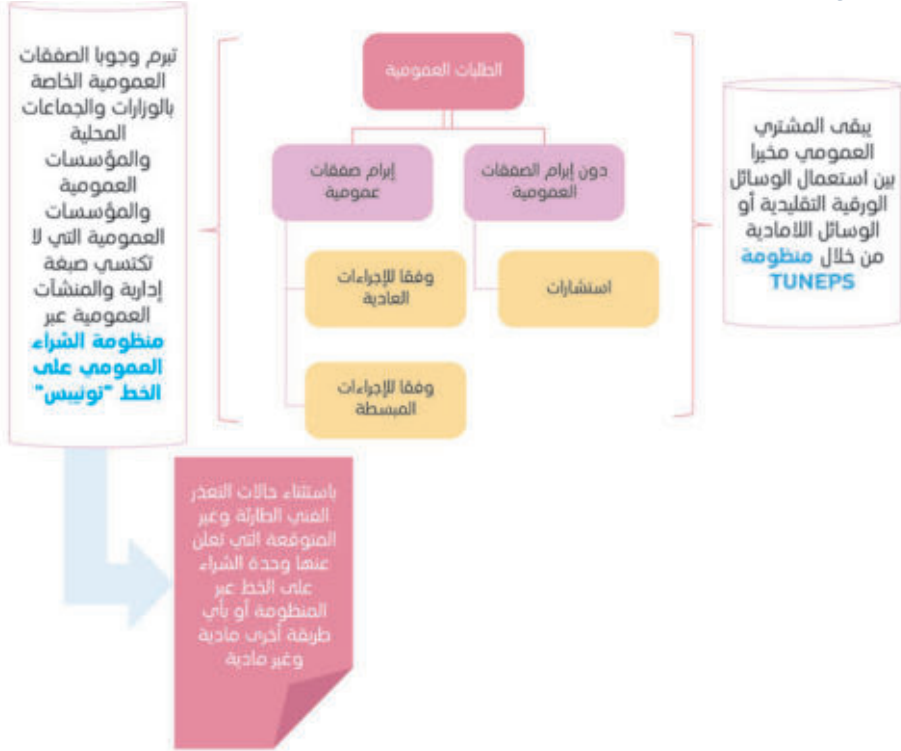 الطلبات العمومية
دون إبرام الصفقات
العمومية
إبرام صفقات
عمومية
استشارات
وفقا للإجراءات
العادية
وفقا للإجراءات
المبسطة
يبقى المشتري
العمومي مخيرا
بين استعمال الوسائل
الورقية التقليدية أو
الوسائل اللامادية
من خلال منظومة
TUNEPS
تبرم وجوبا الصفقات
العمومية الخاصة
بالوزارات والجماعات
المحلية
والمؤسسات
العمومية
والمؤسسات
العمومية التي لا
تكتسي صبغة
إدارية والمنشآت
العمومية عبر
منظومة الشراء
العمومي على
الخط "تونيبس"
باستثناء حالات التعذر
الفني الطارئة وغير
المتوقعة التي تعلن
عنها وحدة الشراء
على الخط عبر
المنظومة أو بأي
طريقة أخرى مادية
وغير مادية